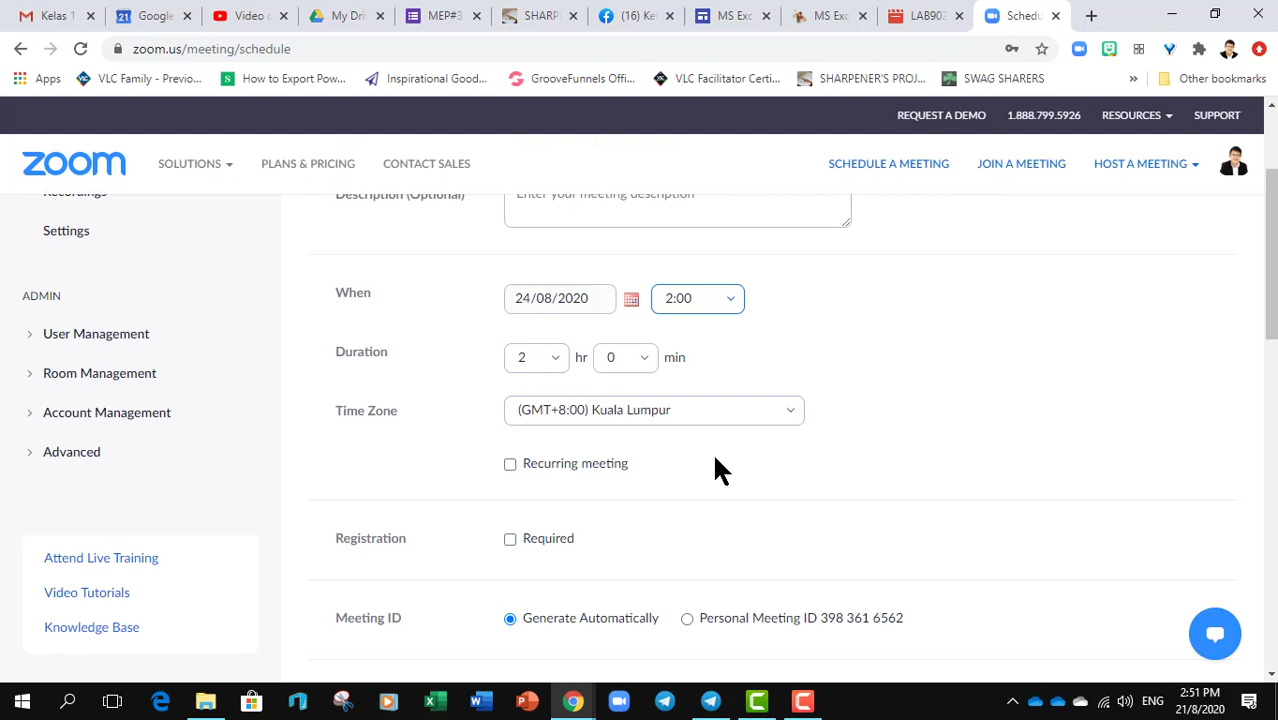 Kelas 1
Google
Video c
My Dri
MEP#3
SHARP
(16) Ke
MS Exc
MS Exc
LAB902
Schedu
zoom.us/meeting/schedule
Apps
VLC Family - Previo...
How to Export Pow...
Inspirational Good...
GrooveFunnels Offi...
VLC Facilitator Certi...
SHARPENER'S PROJ...
SWAG SHARERS
»
Other bookmarks
REQUEST A DEMO
1.888.799.5926
RESOURCES
SUPPORT
zoom
SOLUTIONS
PLANS & PRICING
CONTACT SALES
SCHEDULE A MEETING
JOIN A MEETING
HOST A MEETING
Recordings
Settings
ADMIN
User Management
Room Management
Account Management
Advanced
Attend Live Training
Video Tutorials
Knowledge Base
Description (Optional)
Enter your meeting description
When
24/08/2020
2:00
Duration
2
hr
0
min
Time Zone
(GMT+8:00) Kuala Lumpur
Recurring meeting
Registration
Required
Meeting ID
Generate Automatically
Personal Meeting ID 398 361 6562
ENG
2:51 PM
21/8/2020